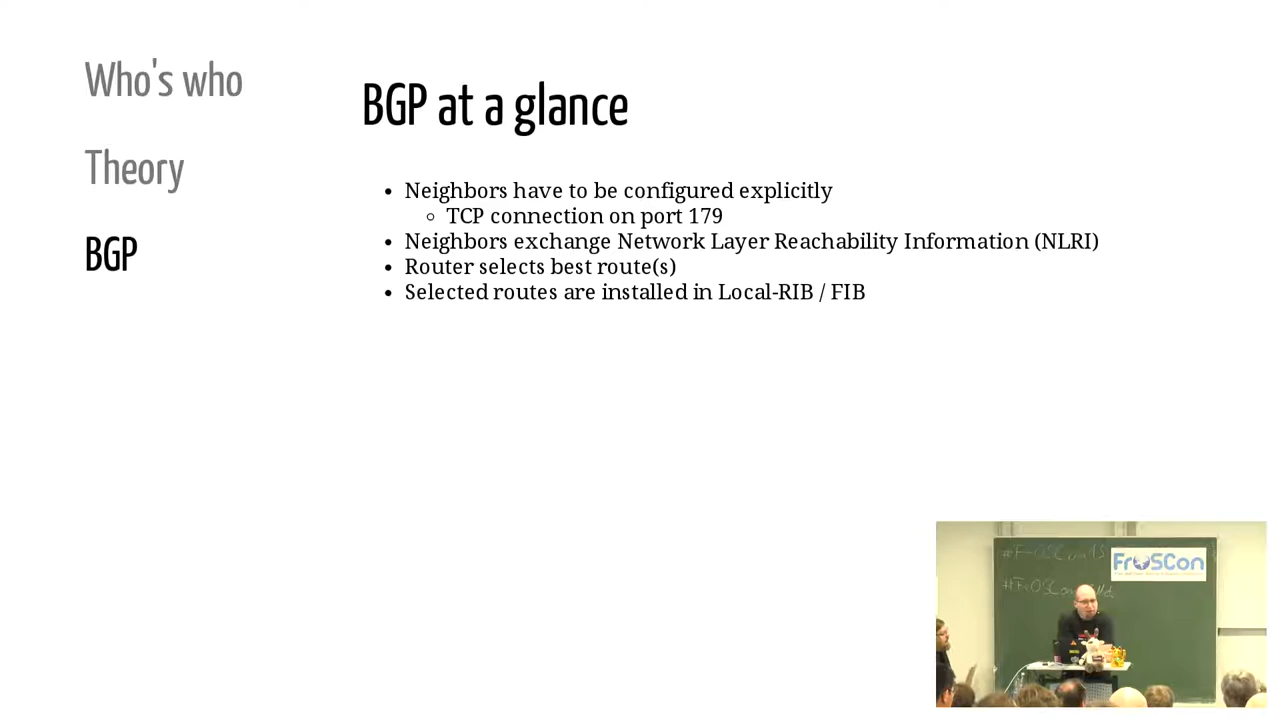 Who's who
Theory
BGP
BGP at a glance
Neighbors have to be configured explicitly
TCP connection on port 179
Neighbors exchange Network Layer Reachability Information (NLRI)
Router selects best route(s)
Selected routes are installed in Local-RIB / FIB
FrOSCon